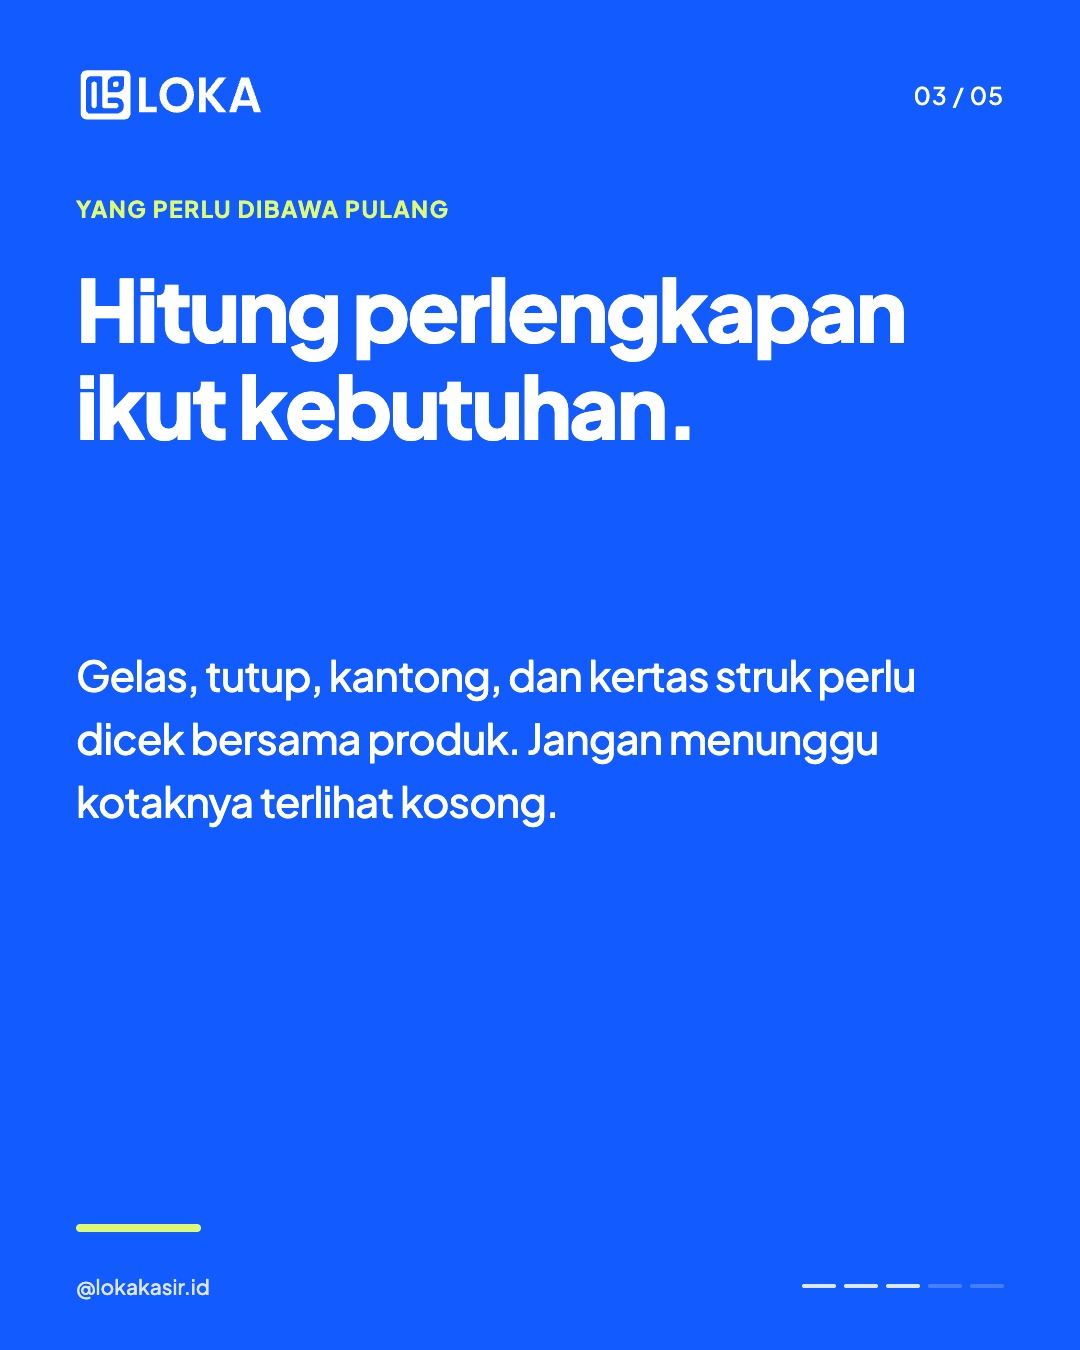 LOKA
03 / 05
YANG PERLU DIBAWA PULANG
Hitung perlengkapan
ikut kebutuhan.
Gelas, tutup, kantong, dan kertas struk perlu
dicek bersama produk. Jangan menunggu
kotaknya terlihat kosong.
@lokakasir.id